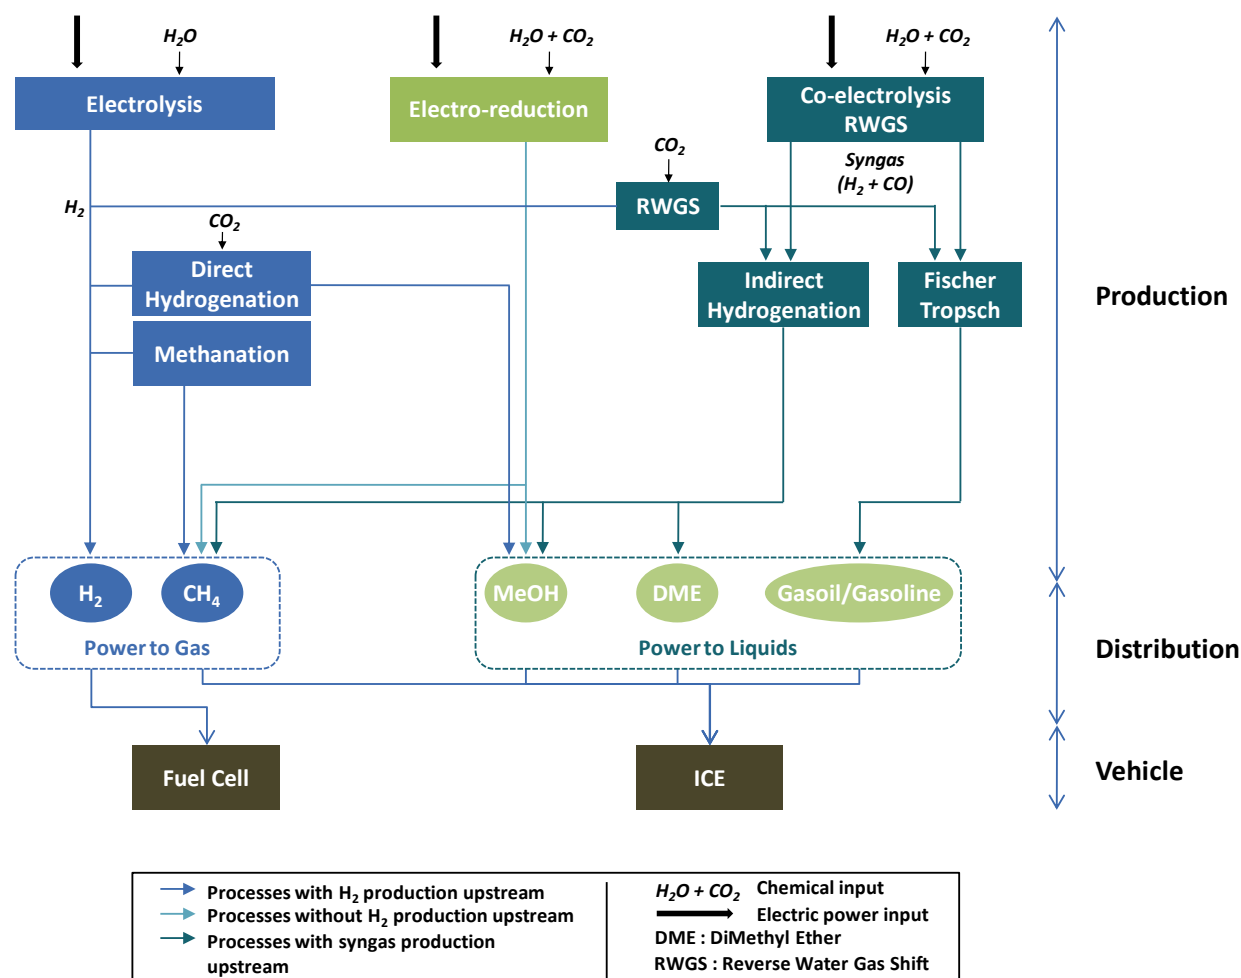 H₂O
H₂O + CO₂
H₂O + CO₂
Electrolysis
Electro-reduction
Co-electrolysis
RWGS
CO₂
Syngas
(H₂ + CO)
H₂
RWGS
CO₂
Direct
Hydrogenation
Indirect
Hydrogenation
Fischer
Tropsch
Production
Methanation
H₂
CH₄
MeOH
DME
Gasoil/Gasoline
Power to Gas
Power to Liquids
Distribution
Fuel Cell
ICE
Vehicle
Processes with H₂ production upstream
Processes without H₂ production upstream
Processes with syngas production
upstream
H₂O + CO₂ Chemical input
Electric power input
DME : DiMethyl Ether
RWGS : Reverse Water Gas Shift